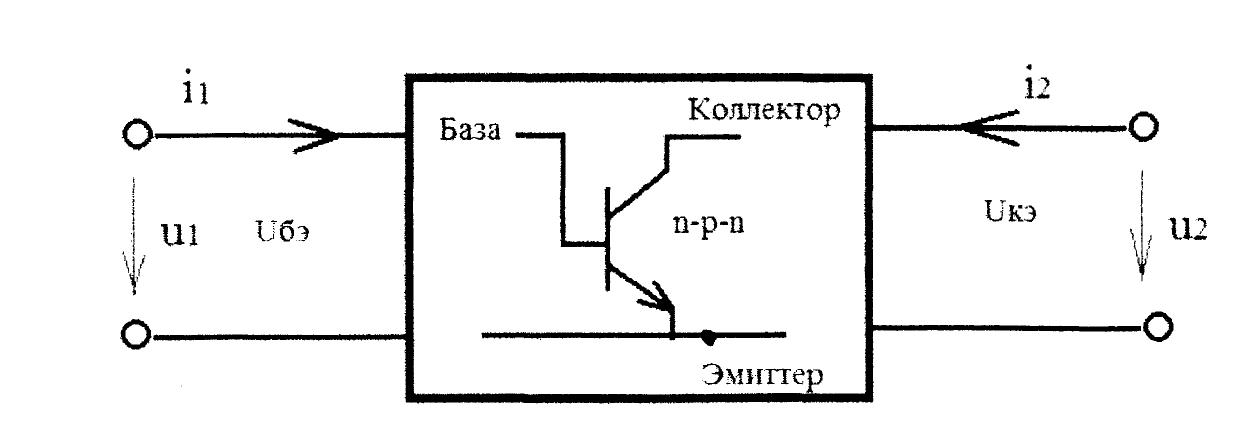 i1
i2
База
Коллектор
u1
Uбэ
n-p-n
Uкэ
u2
Эмиттер